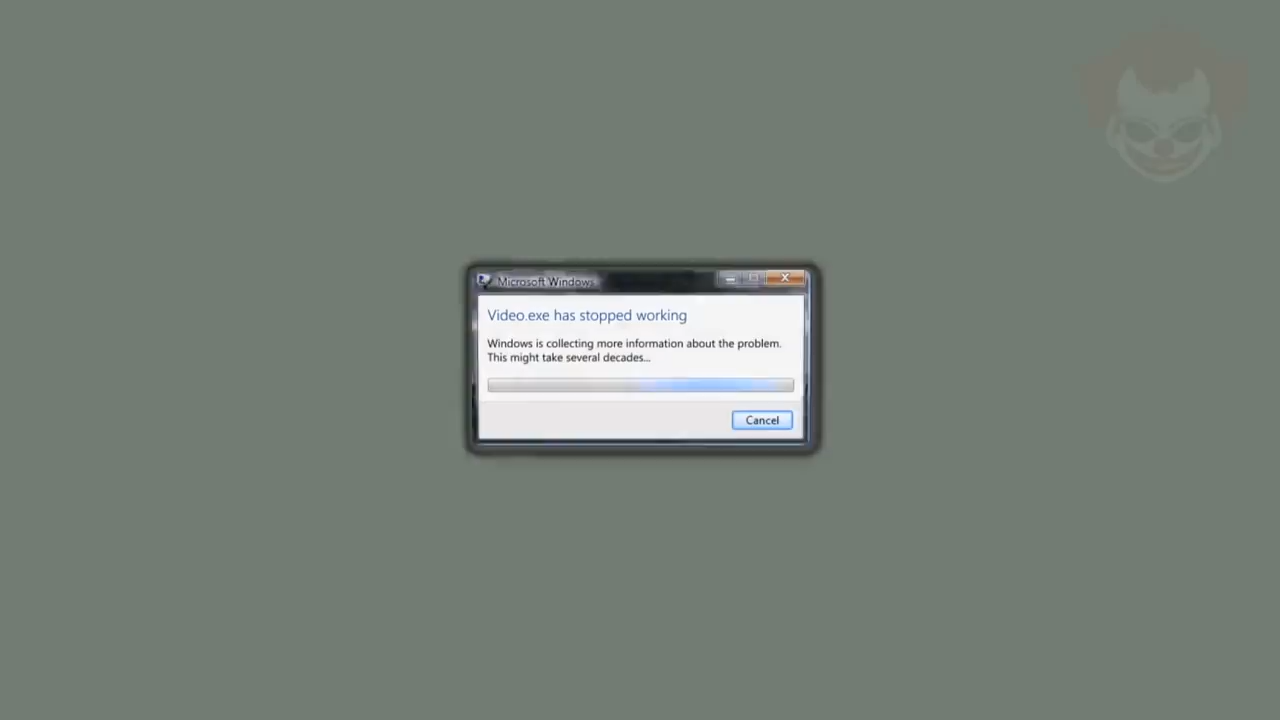 Microsoft Windows
Video.exe has stopped working
Windows is collecting more information about the problem.
This might take several decades...
Cancel